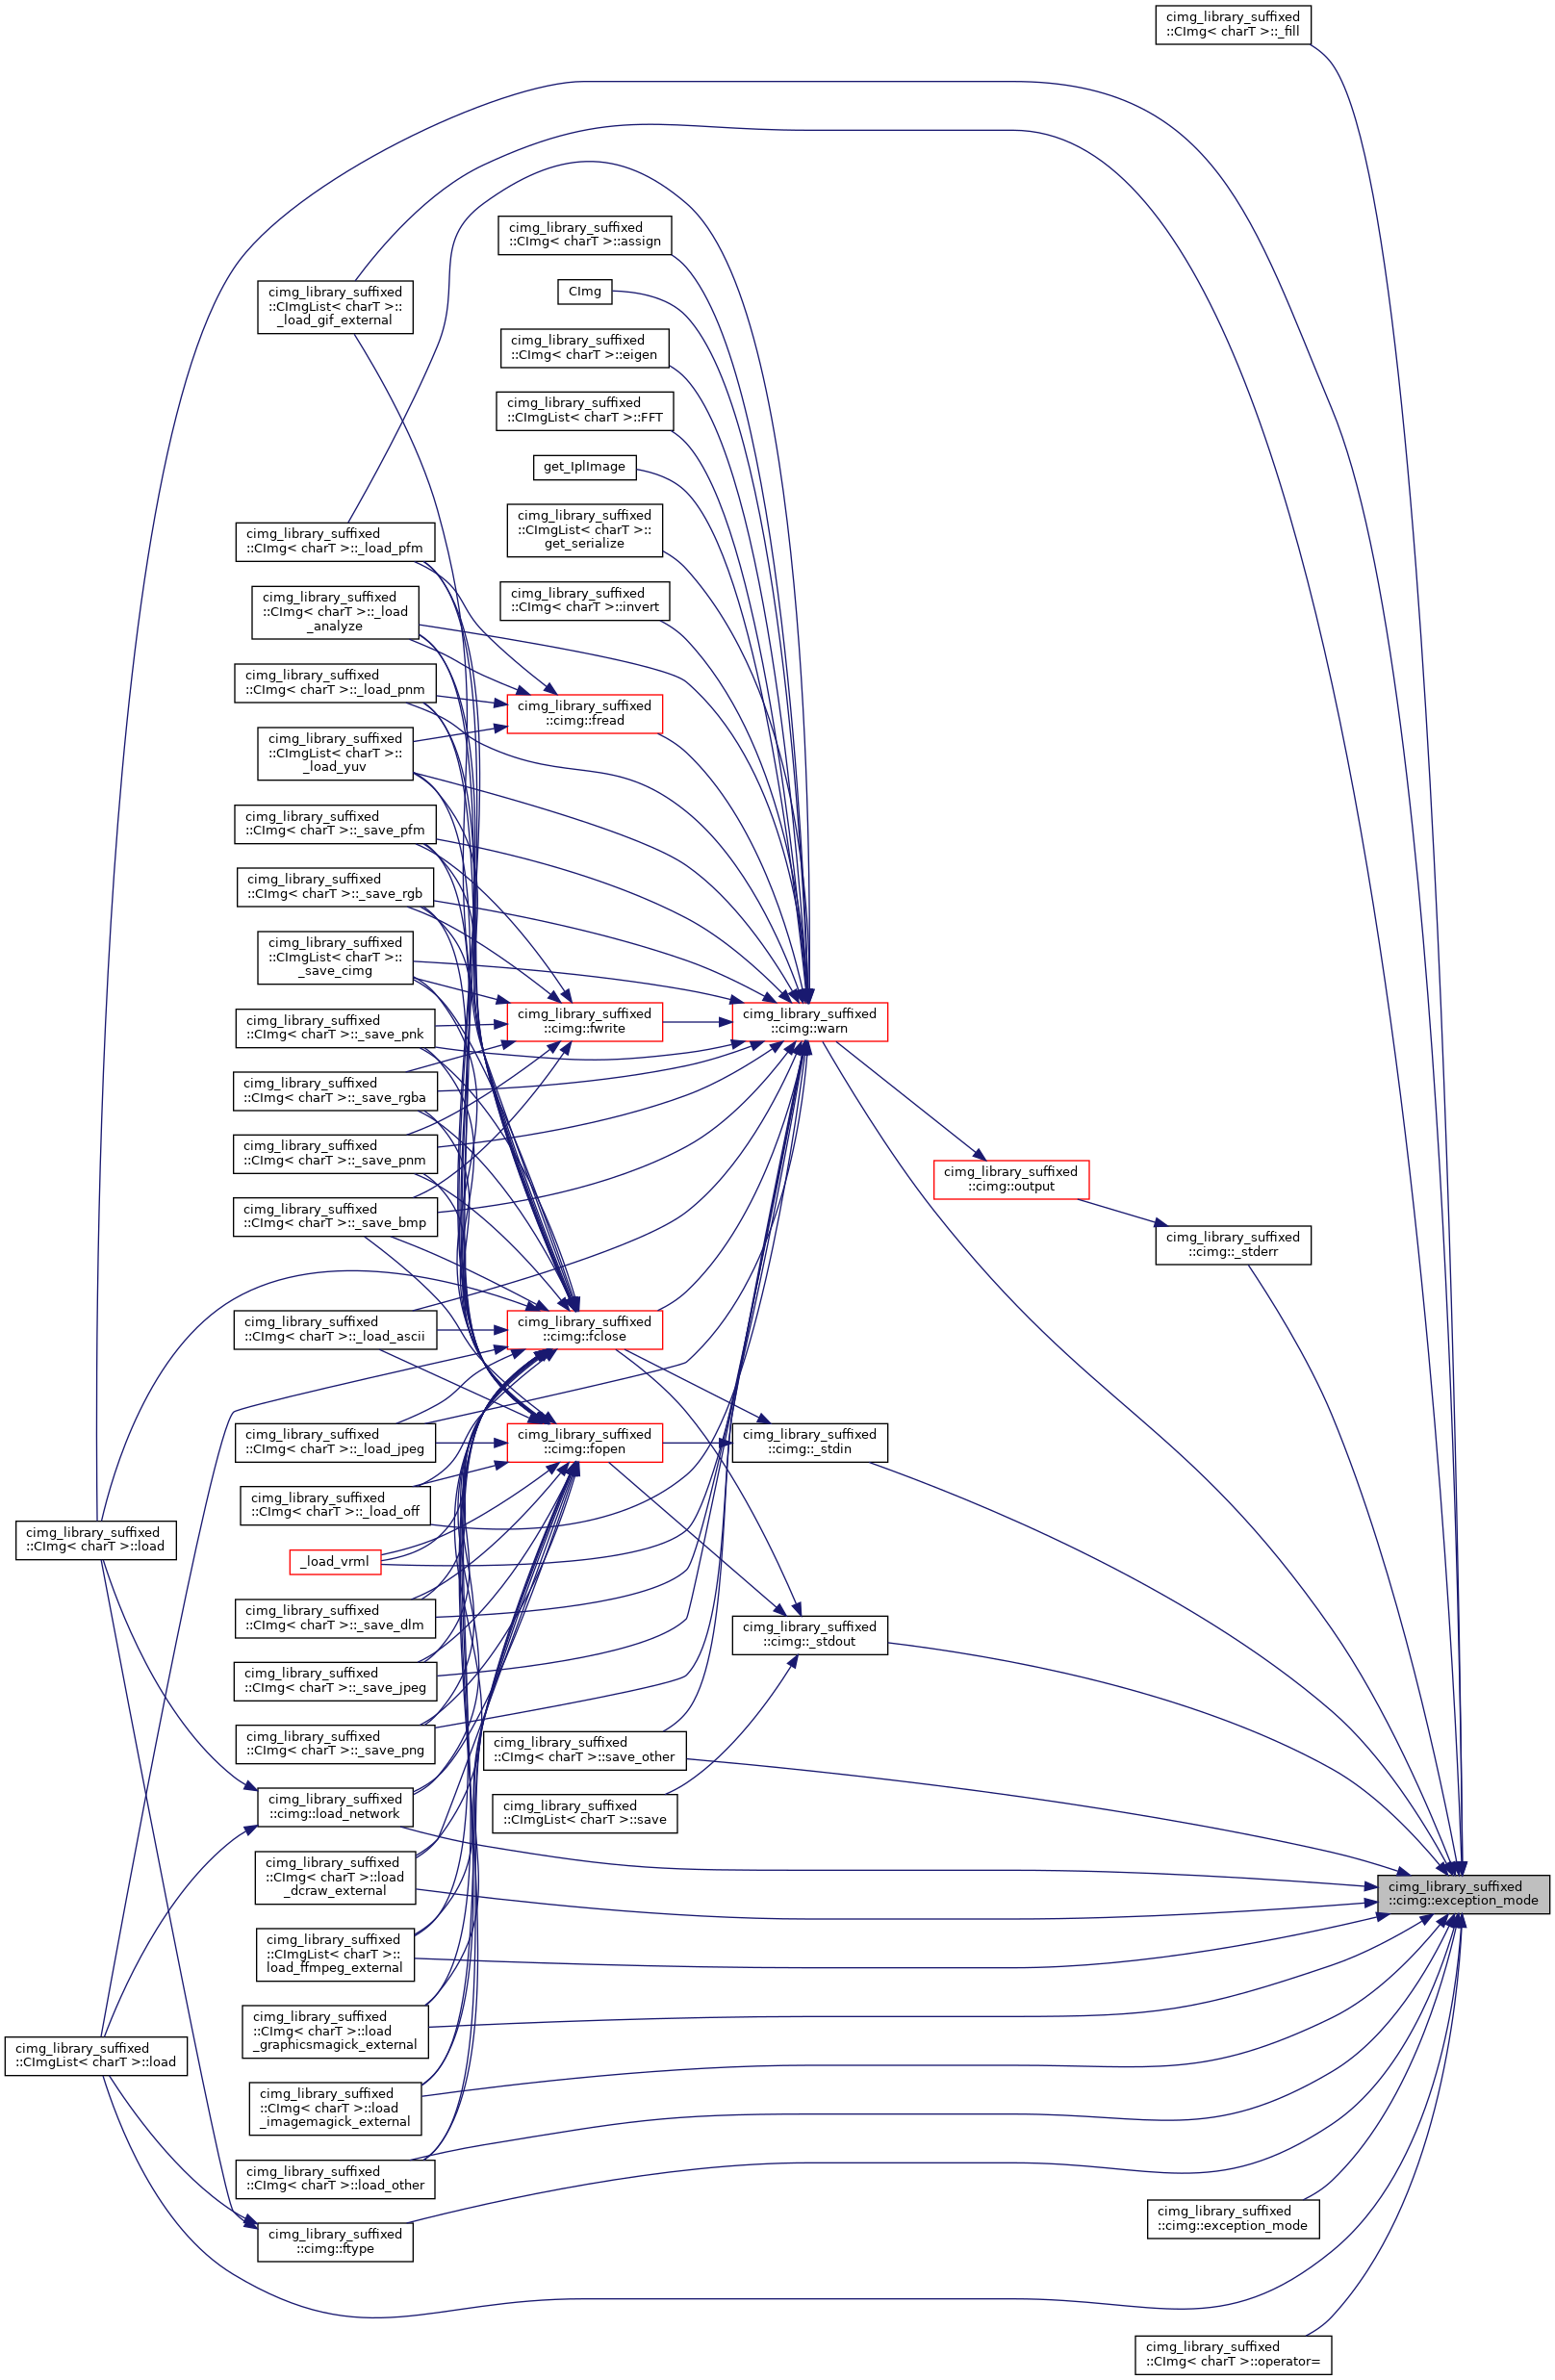 cimg_library_suffixed
::CImg< charT >::_fill
cimg_library_suffixed
::CImg< charT >::assign
CImg
cimg_library_suffixed
::CImgList< charT >::
_load_gif_external
cimg_library_suffixed
::CImg< charT >::eigen
cimg_library_suffixed
::CImgList< charT >::FFT
get_IplImage
cimg_library_suffixed
::CImgList< charT >::
get_serialize
cimg_library_suffixed
::CImg< charT >::_load_pfm
cimg_library_suffixed
::CImg< charT >::_load
_analyze
cimg_library_suffixed
::CImg< charT >::invert
cimg_library_suffixed
::CImg< charT >::_load_pnm
cimg_library_suffixed
::cimg::fread
cimg_library_suffixed
::CImgList< charT >::
_load_yuv
cimg_library_suffixed
::CImg< charT >::_save_pfm
cimg_library_suffixed
::CImg< charT >::_save_rgb
cimg_library_suffixed
::CImgList< charT >::
_save_cimg
cimg_library_suffixed
::CImg< charT >::_save_pnk
cimg_library_suffixed
::cimg::fwrite
cimg_library_suffixed
::cimg::warn
cimg_library_suffixed
::CImg< charT >::_save_rgba
cimg_library_suffixed
::CImg< charT >::_save_pnm
cimg_library_suffixed
::cimg::output
cimg_library_suffixed
::CImg< charT >::_save_bmp
cimg_library_suffixed
::cimg::_stderr
cimg_library_suffixed
::CImg< charT >::_load_ascii
cimg_library_suffixed
::cimg::fclose
cimg_library_suffixed
::CImg< charT >::_load_jpeg
cimg_library_suffixed
::cimg::fopen
cimg_library_suffixed
::cimg::_stdin
cimg_library_suffixed
::CImg< charT >::_load_off
cimg_library_suffixed
::CImg< charT >::load
_load_vrml
cimg_library_suffixed
::CImg< charT >::_save_dlm
cimg_library_suffixed
::cimg::_stdout
cimg_library_suffixed
::CImg< charT >::_save_jpeg
cimg_library_suffixed
::CImg< charT >::_save_png
cimg_library_suffixed
::CImg< charT >::save_other
cimg_library_suffixed
::cimg::load_network
cimg_library_suffixed
::CImgList< charT >::save
cimg_library_suffixed
::CImg< charT >::load
_dcraw_external
cimg_library_suffixed
::cimg::exception_mode
cimg_library_suffixed
::CImgList< charT >::
load_ffmpeg_external
cimg_library_suffixed
::CImg< charT >::load
_graphicsmagick_external
cimg_library_suffixed
::CImgList< charT >::load
cimg_library_suffixed
::CImg< charT >::load
_imagemagick_external
cimg_library_suffixed
::CImg< charT >::load_other
cimg_library_suffixed
::cimg::exception_mode
cimg_library_suffixed
::cimg::ftype
cimg_library_suffixed
::CImg< charT >::operator=